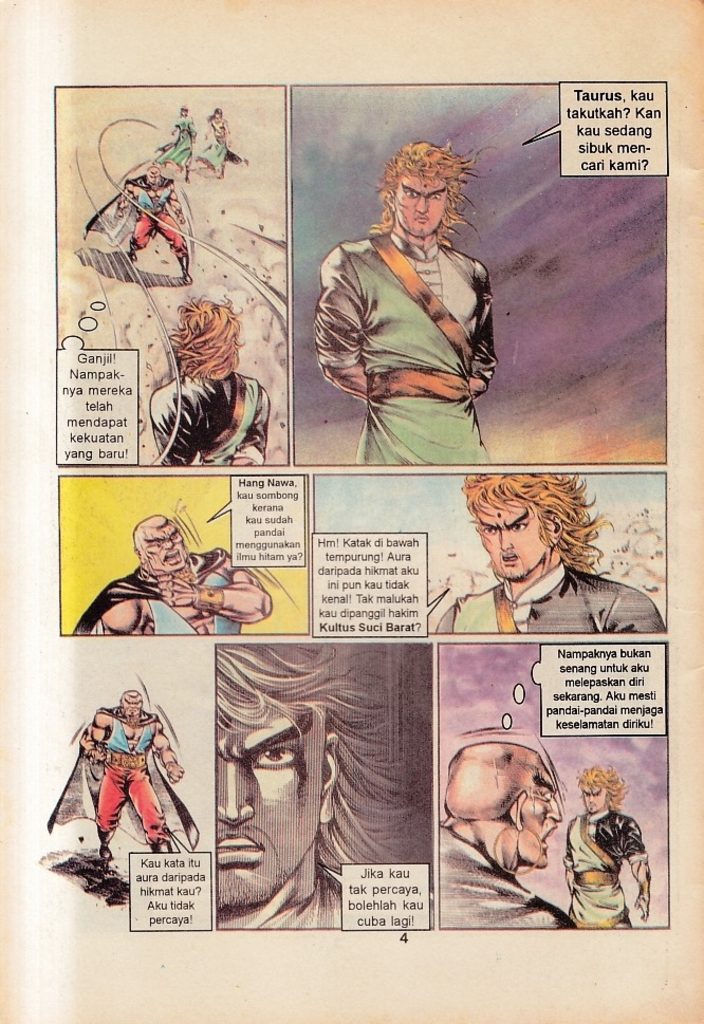 Ganjil!
Nampak-
nya mereka
telah
mendapat
kekuatan
yang baru!
Taurus, kau
takutkah? Kan
kau sedang
sibuk men-
cari kami?
Hang Nawa,
kau sombong
kerana
kau sudah
pandai
menggunakan
ilmu hitam ya?
Hm! Katak di bawah
tempurung! Aura
daripada hikmat aku
ini pun kau tidak
kenal! Tak malukah
kau dipanggil hakim
Kultus Suci Barat?
Kau kata itu
aura daripada
hikmat kau?
Aku tidak
percaya!
Jika kau
tak percaya,
bolehlah kau
cuba lagi!
Nampaknya bukan
senang untuk aku
melepaskan diri
sekarang. Aku mesti
pandai-pandai menjaga
keselamatan diriku!
4